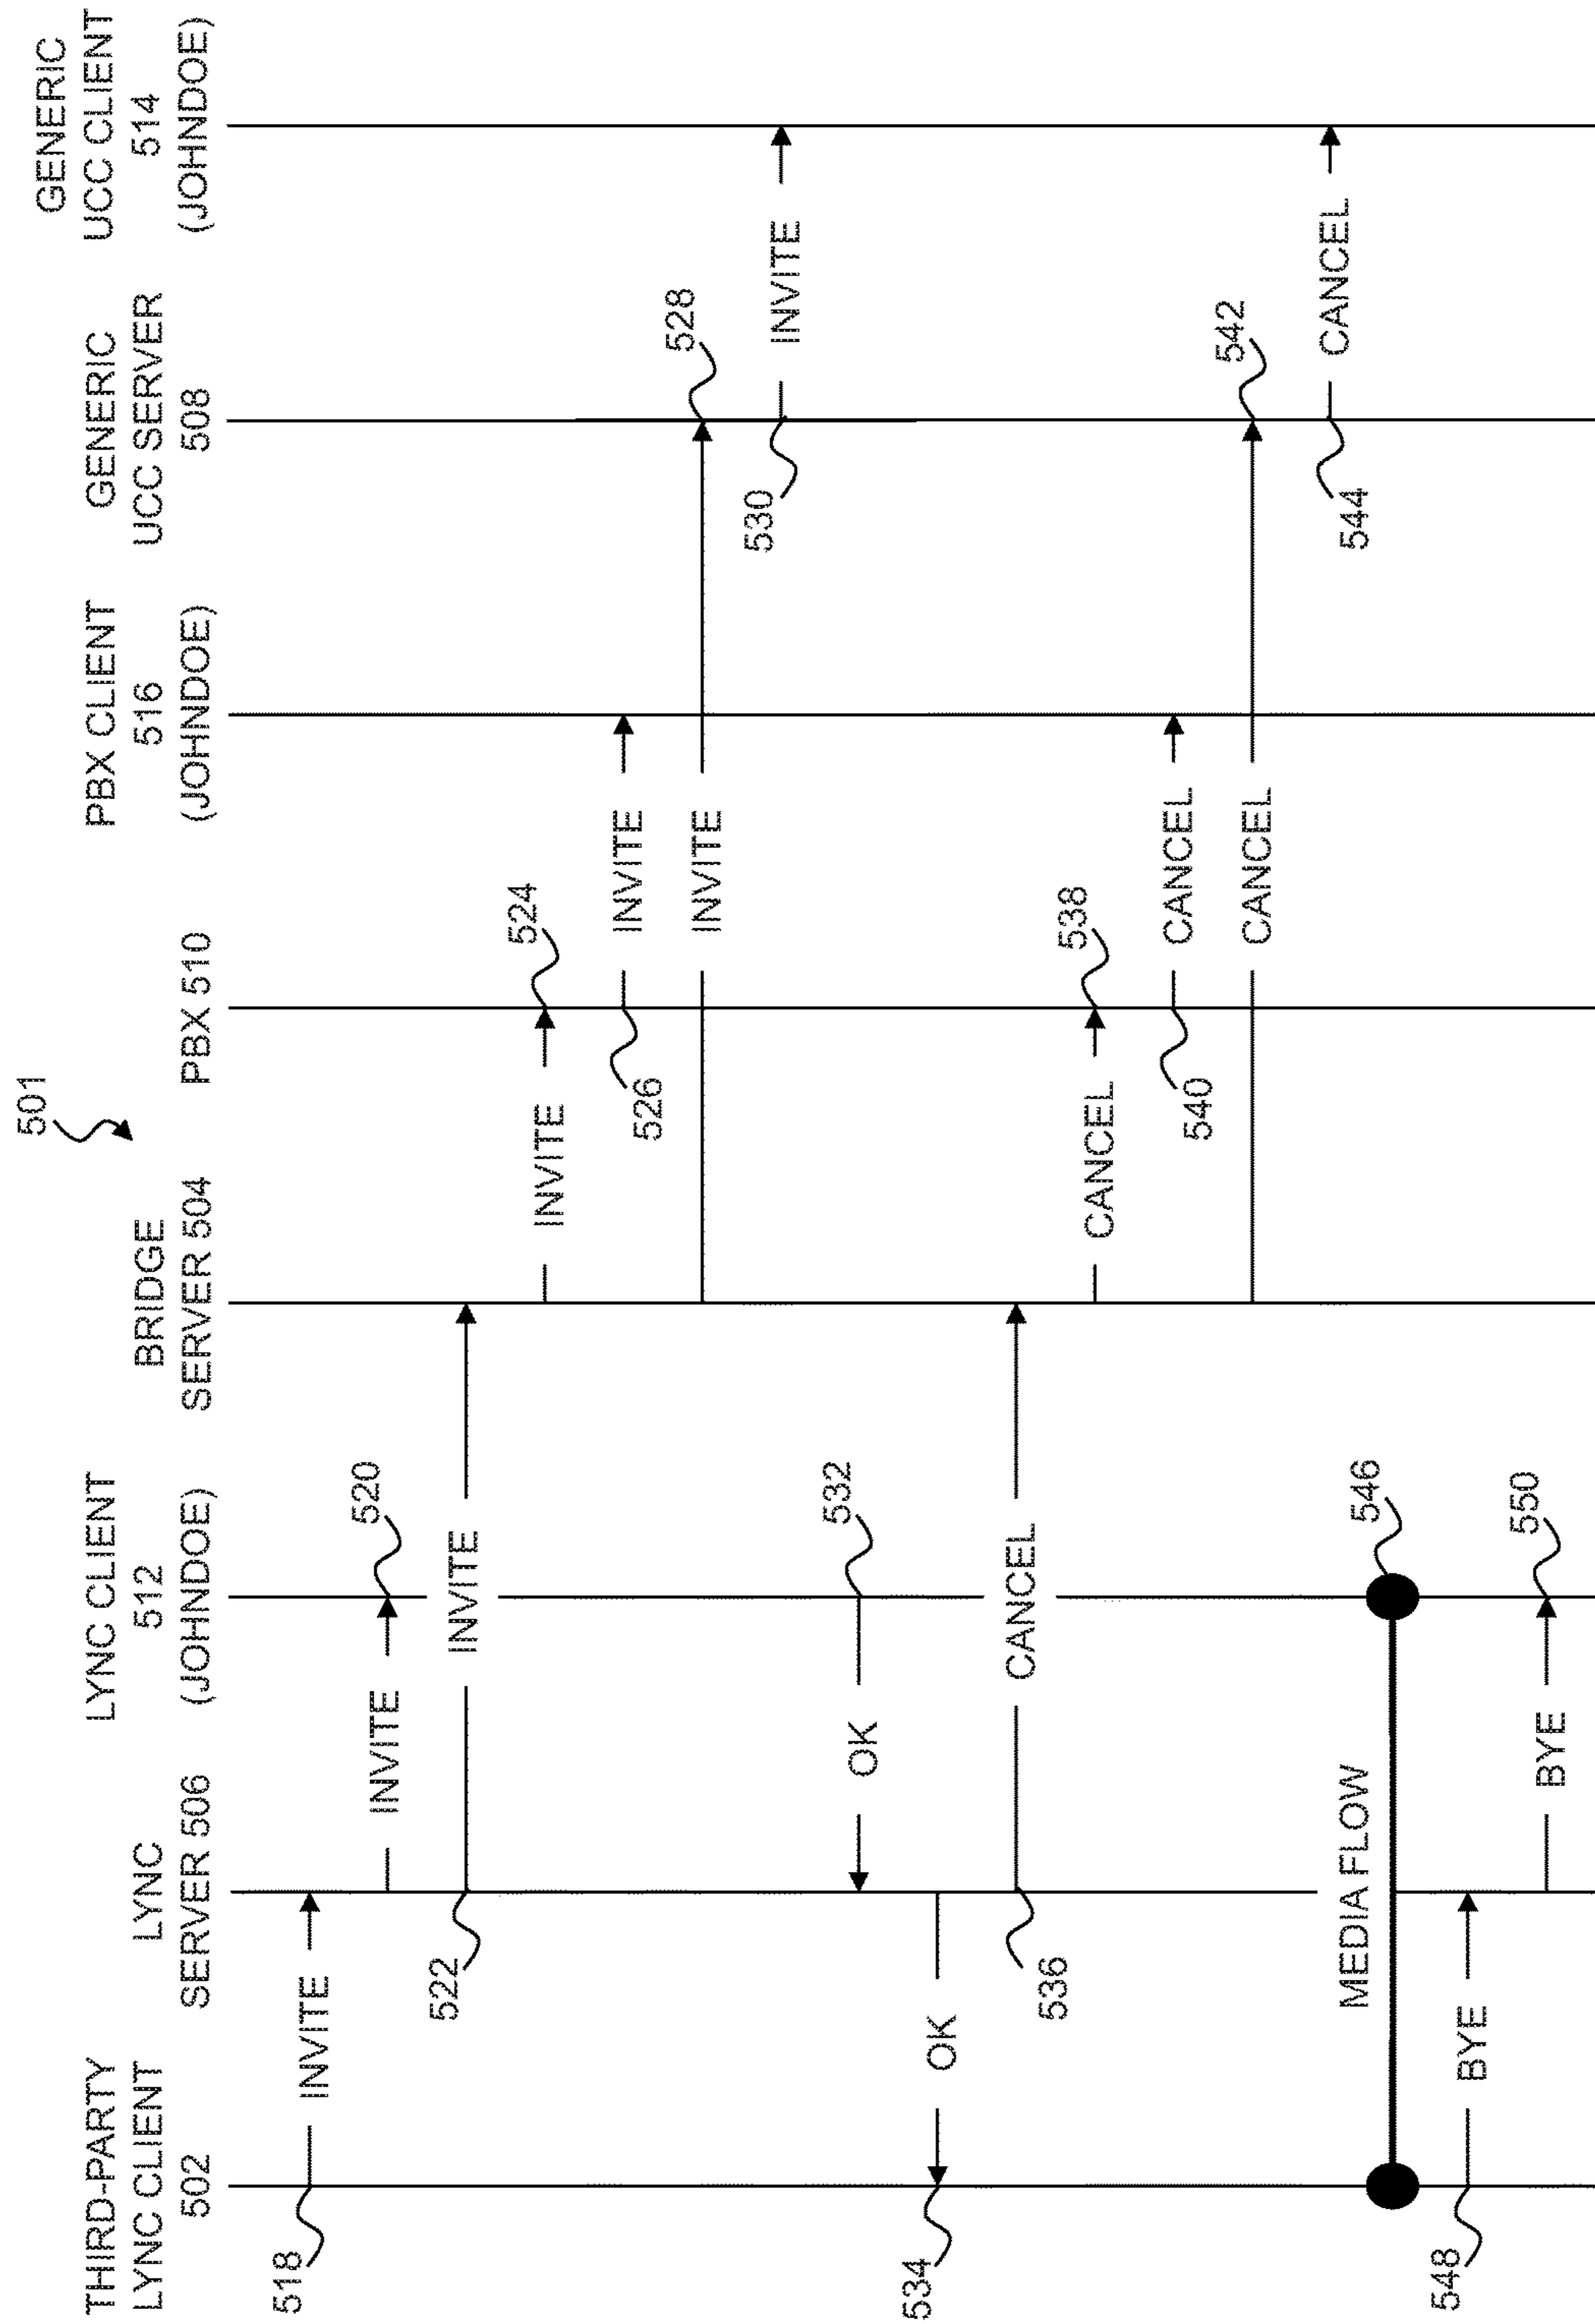 501
THIRD-PARTY
LYNC CLIENT
502
LYNC
SERVER 506
LYNC CLIENT
512
(JOHNDOE)
BRIDGE
SERVER 504
PBX 510
PBX CLIENT
516
(JOHNDOE)
GENERIC
UCC SERVER
508
GENERIC
UCC CLIENT
514
(JOHNDOE)
518
INVITE
INVITE
520
522
INVITE
INVITE
524
526
INVITE
INVITE
528
530
INVITE
OK
532
534
OK
536
CANCEL
CANCEL
538
540
CANCEL
CANCEL
542
544
CANCEL
MEDIA FLOW
546
548
BYE
BYE
550